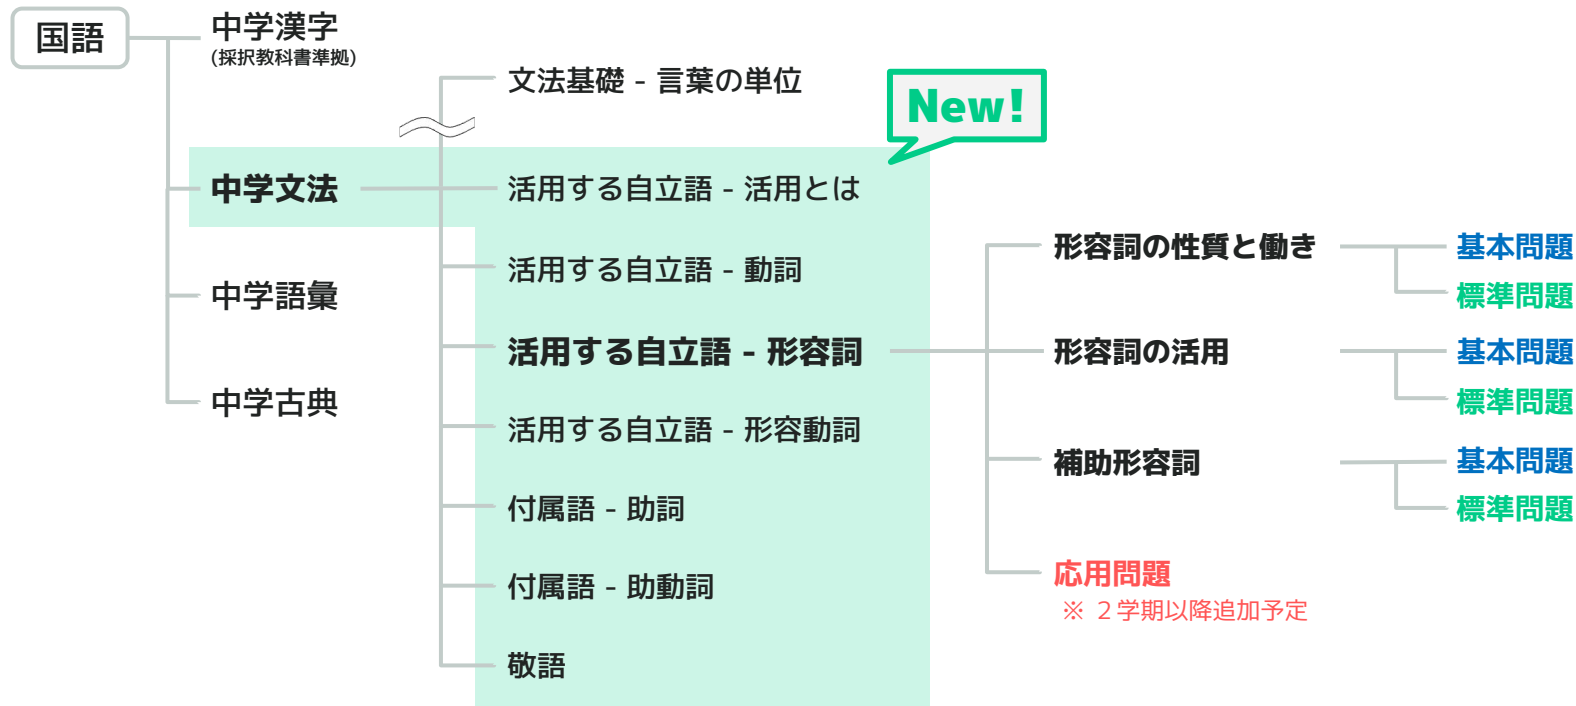 国語
中学漢字
(採択教科書準拠)
中学文法
中学語彙
中学古典
文法基礎 - 言葉の単位
New!
活用する自立語 - 活用とは
活用する自立語 - 動詞
活用する自立語 - 形容詞
活用する自立語 - 形容動詞
付属語 - 助詞
付属語 - 助動詞
敬語
形容詞の性質と働き
基本問題
標準問題
形容詞の活用
基本問題
標準問題
補助形容詞
基本問題
標準問題
応用問題
※ ２学期以降追加予定